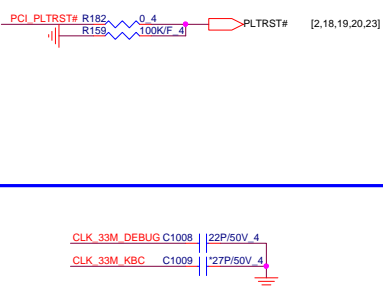 PCI_PLTRST# R182 0_4 PLTRST# [2,18,19,20,23]
R159 100K/F_4
CLK_33M_DEBUG C1008 22P/50V_4
CLK_33M_KBC C1009 *27P/50V_4